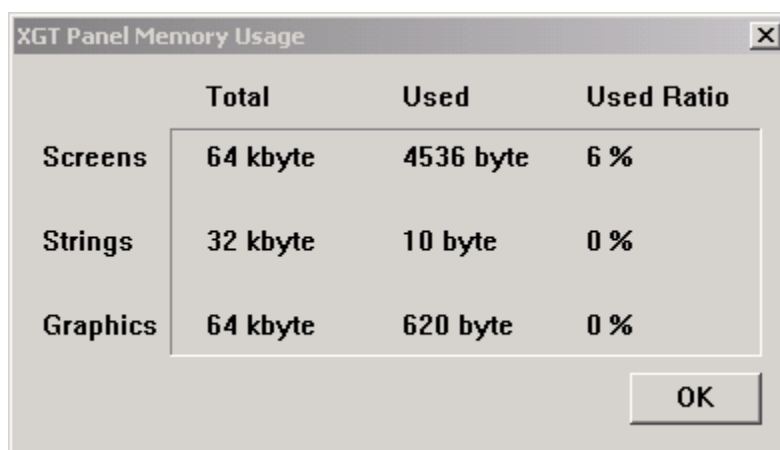 XGT Panel Memory Usage
Total Used Used Ratio
Screens 64 kbyte 4536 byte 6 %
Strings 32 kbyte 10 byte 0 %
Graphics 64 kbyte 620 byte 0 %
OK